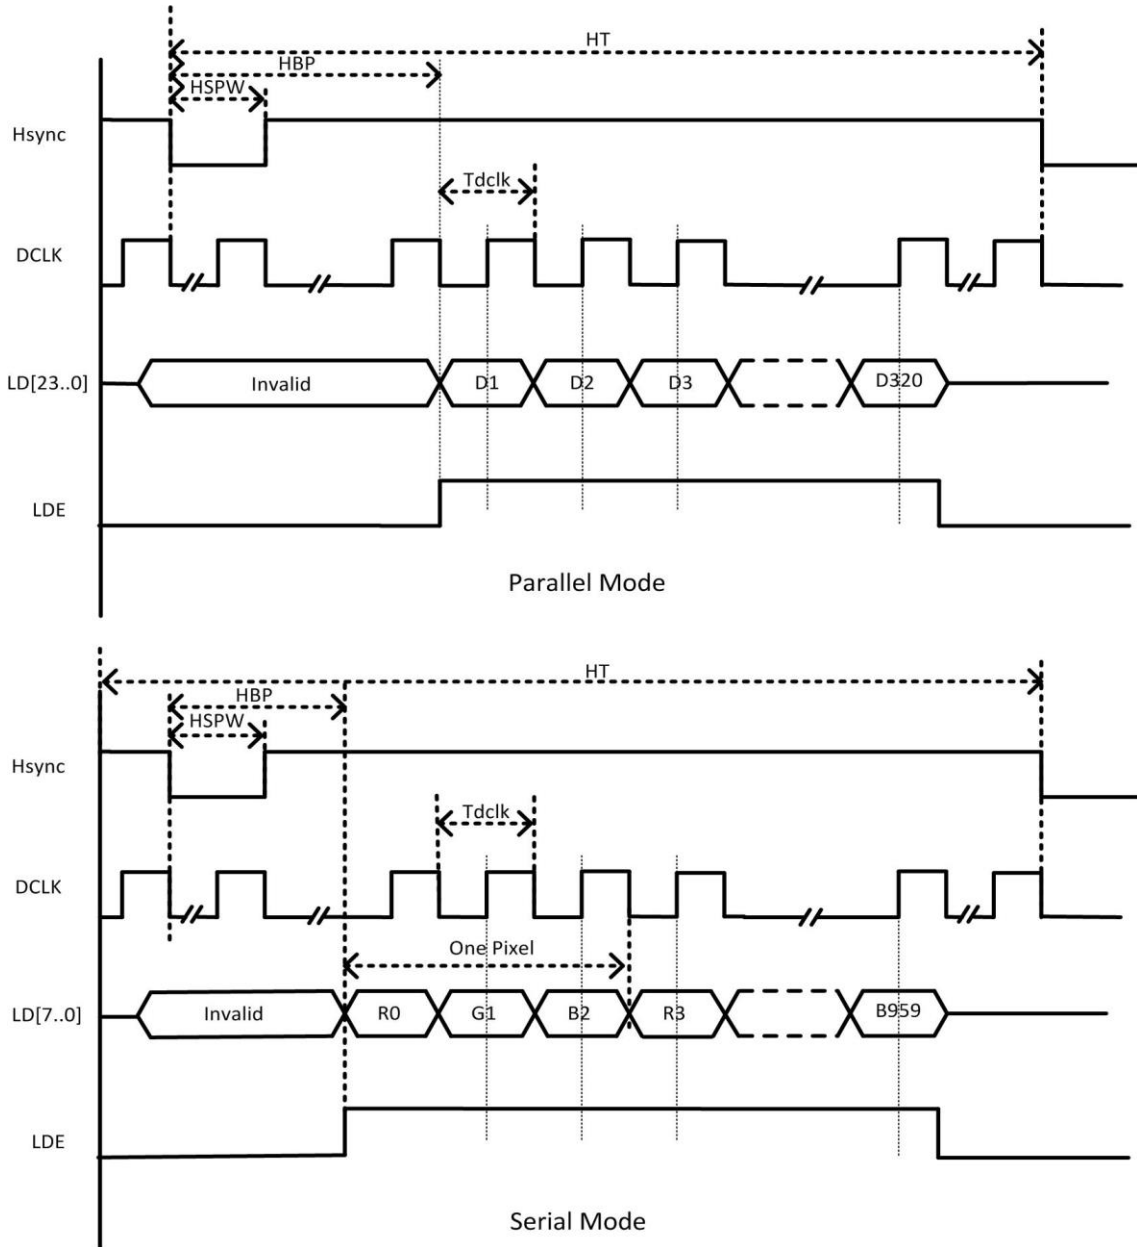 HT
HBP
HSPW
Hsync
Tdclk
DCLK
LD[23..0]
Invalid
D1
D2
D3
D320
LDE
Parallel Mode
HT
HBP
HSPW
Hsync
Tdclk
DCLK
One Pixel
LD[7..0]
Invalid
R0
G1
B2
R3
B959
LDE
Serial Mode